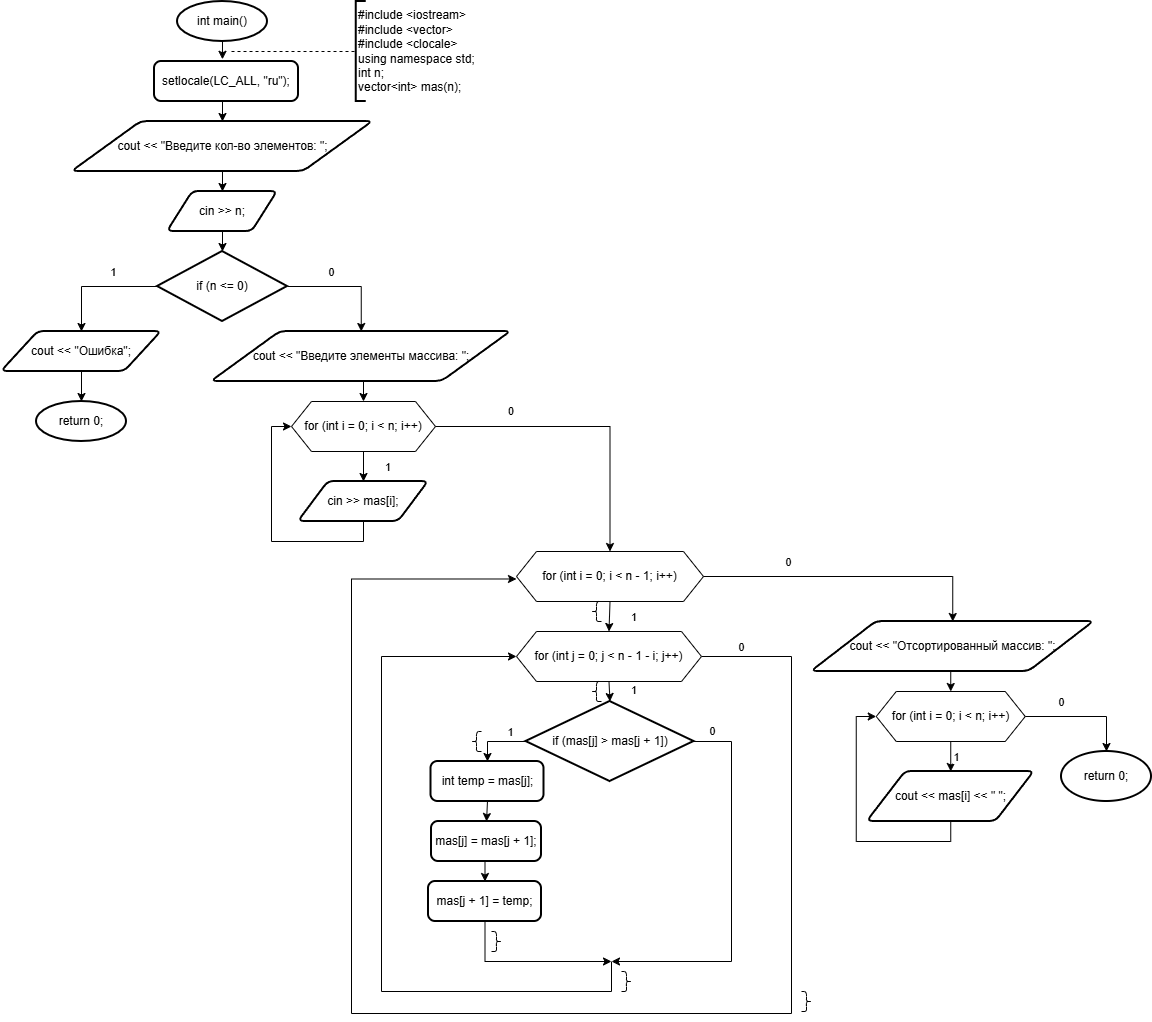 int main()
#include <iostream>
#include <vector>
#include <clocale>
using namespace std;
int n;
vector<int> mas(n);
setlocale(LC_ALL, "ru");
cout << "Введите кол-во элементов: ";
cin >> n;
if (n <= 0)
1
0
cout << "Ошибка";
return 0;
cout << "Введите элементы массива: ";
for (int i = 0; i < n; i++)
0
1
cin >> mas[i];
for (int i = 0; i < n - 1; i++)
0
{
1
for (int j = 0; j < n - 1 - i; j++)
0
{
1
if (mas[j] > mas[j + 1])
1
0
{
int temp = mas[j];
mas[j] = mas[j + 1];
mas[j + 1] = temp;
}
}
}
cout << "Отсортированный массив: ";
for (int i = 0; i < n; i++)
0
1
cout << mas[i] << " ";
return 0;